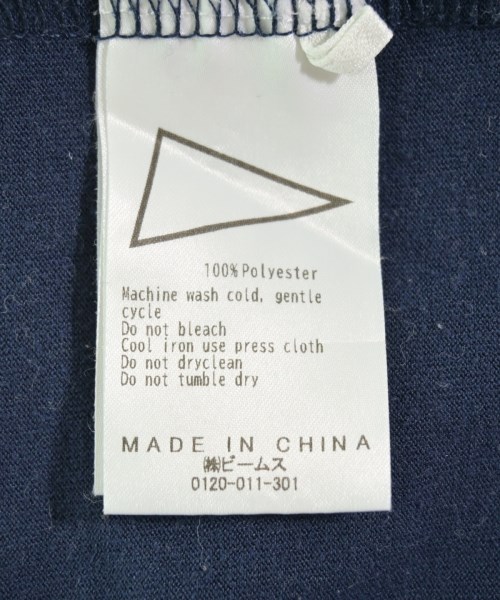 100% Polyester
Machine wash cold, gentle
cycle
Do not bleach
Cool iron use press cloth
Do not dryclean
Do not tumble dry
MADE IN CHINA
㈱ビームス
0120-011-301